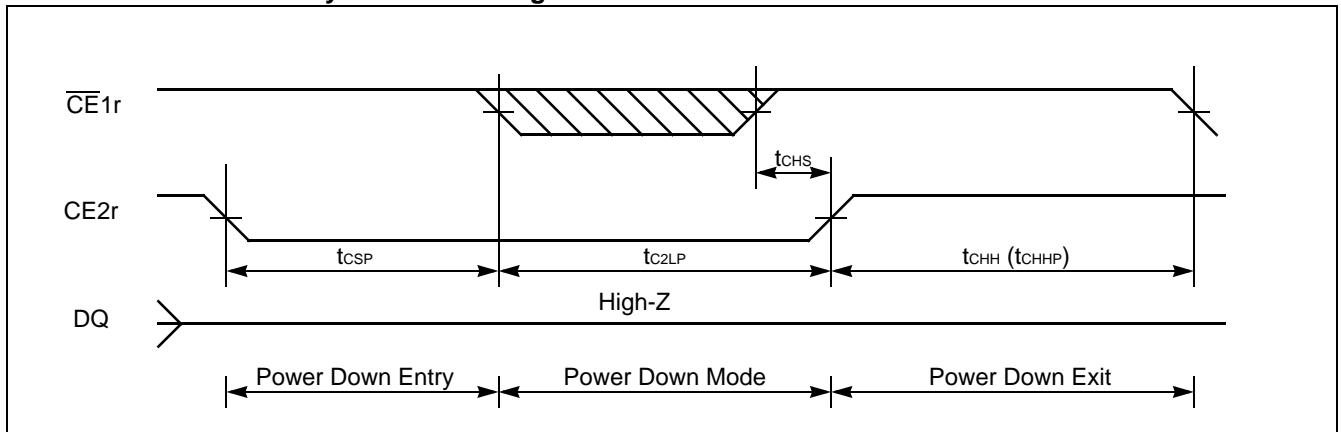 CE1r
tCHS
CE2r
tCSP
tC2LP
tCHH (tCHHP)
High-Z
DQ
Power Down Entry
Power Down Mode
Power Down Exit